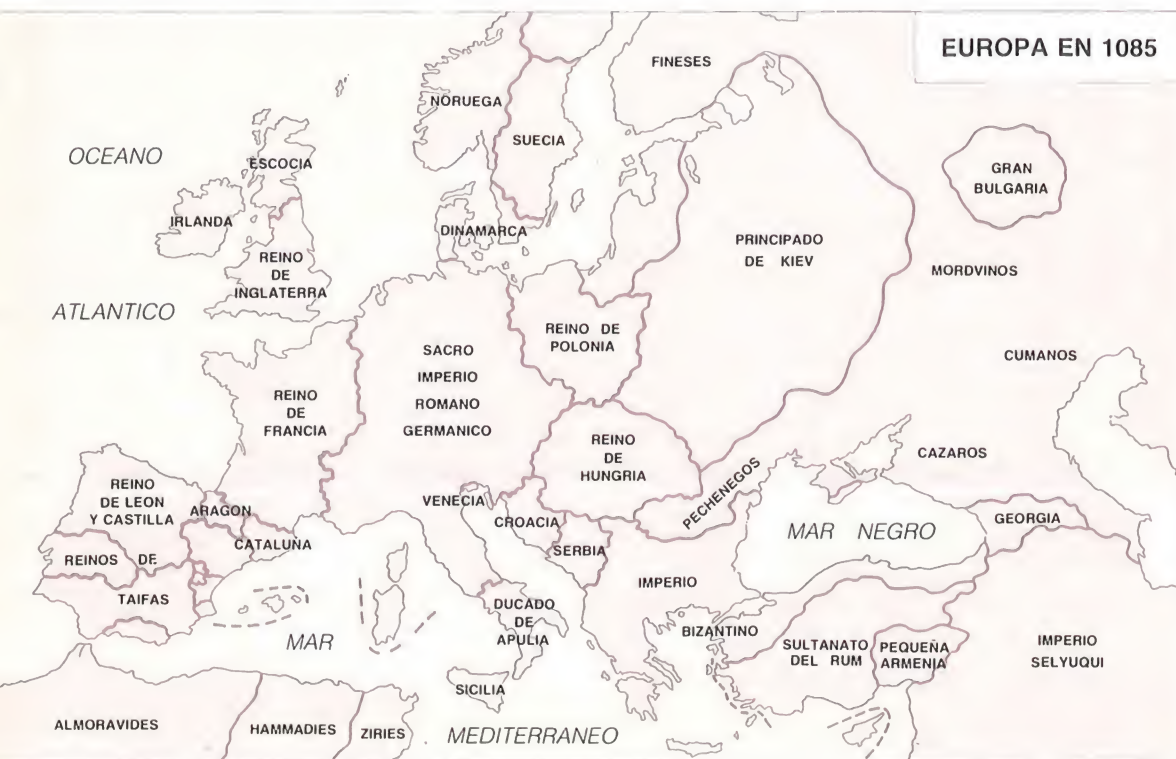 EUROPA EN 1085
FINESES
NORUEGA
SUECIA
OCEANO
ESCOCIA
GRAN
BULGARIA
IRLANDA
DINAMARCA
PRINCIPADO
DE KIEV
REINO
DE
INGLATERRA
MORDVINOS
ATLANTICO
REINO DE
POLONIA
SACRO
IMPERIO
ROMANO
GERMANICO
CUMANOS
REINO
DE
FRANCIA
REINO
DE
HUNGRIA
CAZAROS
REINO
DE LEON
Y CASTILLA
ARAGON
VENECIA
PECHENEGOS
CROACIA
MAR NEGRO
GEORGIA
CATALUÑA
SERBIA
REINOS DE
TAIFAS
IMPERIO
BIZANTINO
DUCADO
DE
APULIA
MAR
SULTANATO
DEL RUM
PEQUEÑA
ARMENIA
IMPERIO
SELYUQUI
SICILIA
ALMORAVIDES
HAMMADIES
ZIRIES
MEDITERRANEO